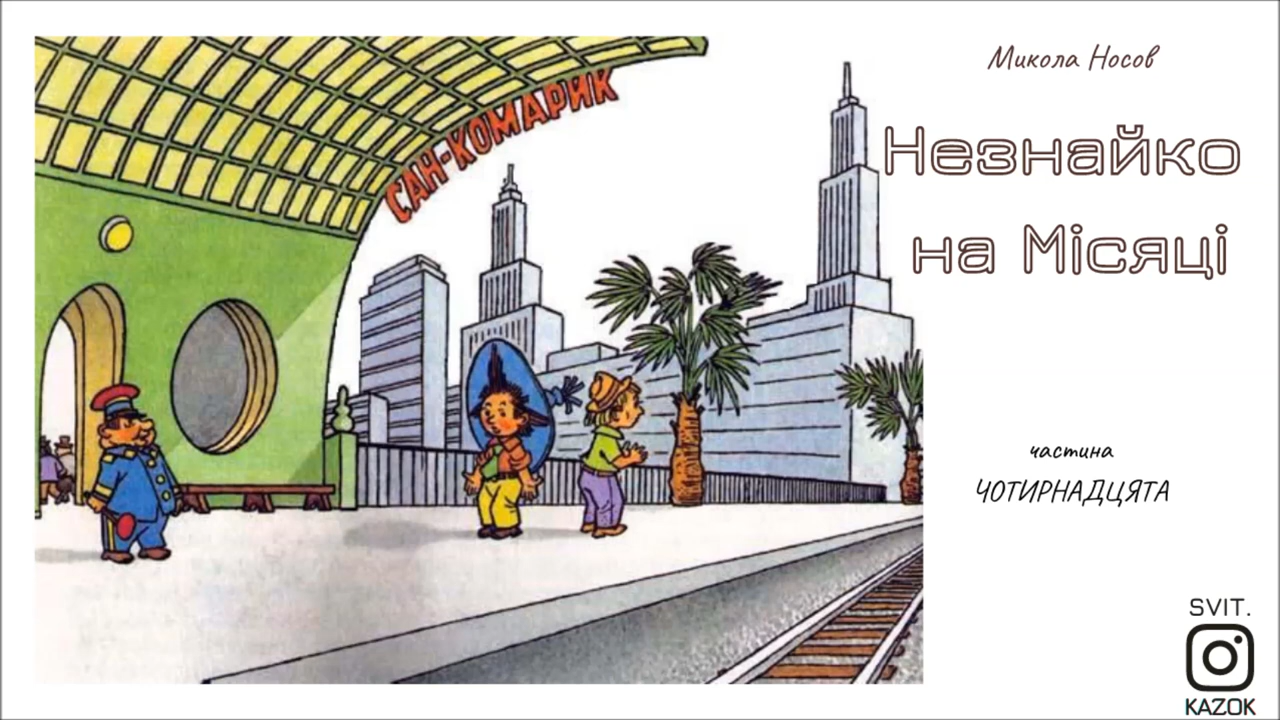 САН-КОМАРИК
Микола Носов
Незнайко
на Місяці
частина
ЧОТИРНАДЦЯТА
SVIT.
KAZOK